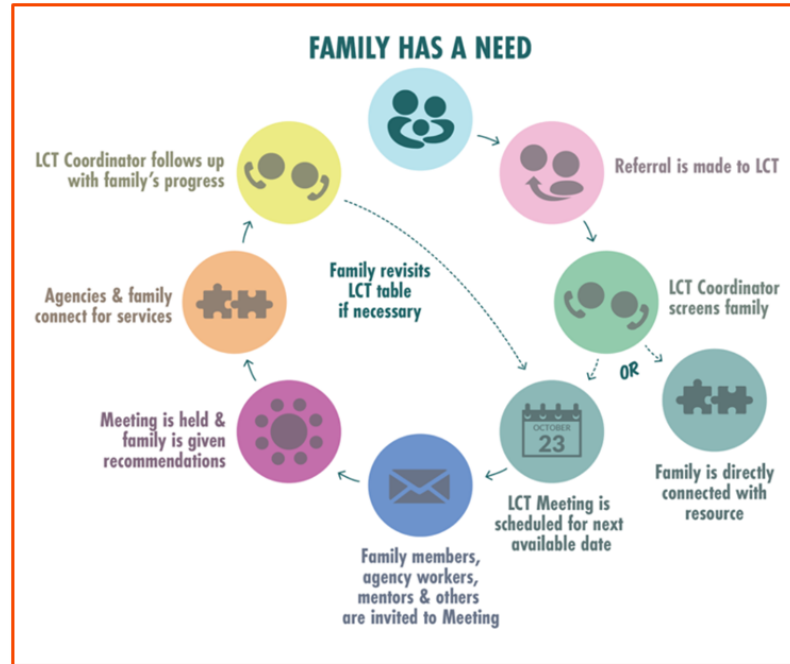 FAMILY HAS A NEED
Referral is made to LCT
LCT Coordinator
screens family
OR
Family is directly
connected with
resource
OCTOBER
23
LCT Meeting is
scheduled for next
available date
Family members,
agency workers,
mentors & others
are invited to Meeting
Meeting is held &
family is given
recommendations
Agencies & family
connect for services
LCT Coordinator follows up
with family's progress
Family revisits
LCT table
if necessary